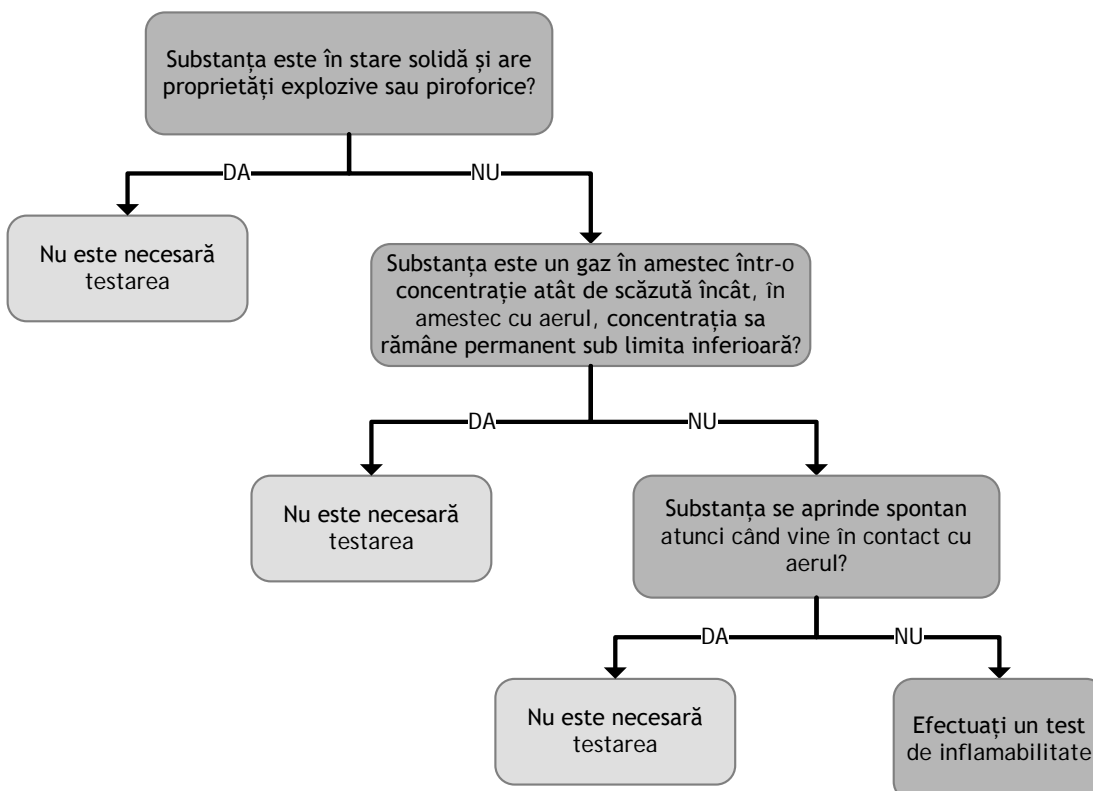 Substanța este în stare solidă și are
proprietăți explozive sau piroforice?
DA
NU
Nu este necesară
testarea
Substanța este un gaz în amestec într-o
concentrație atât de scăzută încât, în
amestec cu aerul, concentrația sa
rămâne permanent sub limita inferioară?
DA
NU
Nu este necesară
testarea
Substanța se aprinde spontan
atunci când vine în contact cu
aerul?
DA
NU
Nu este necesară
testarea
Efectuați un test
de inflamabilitate